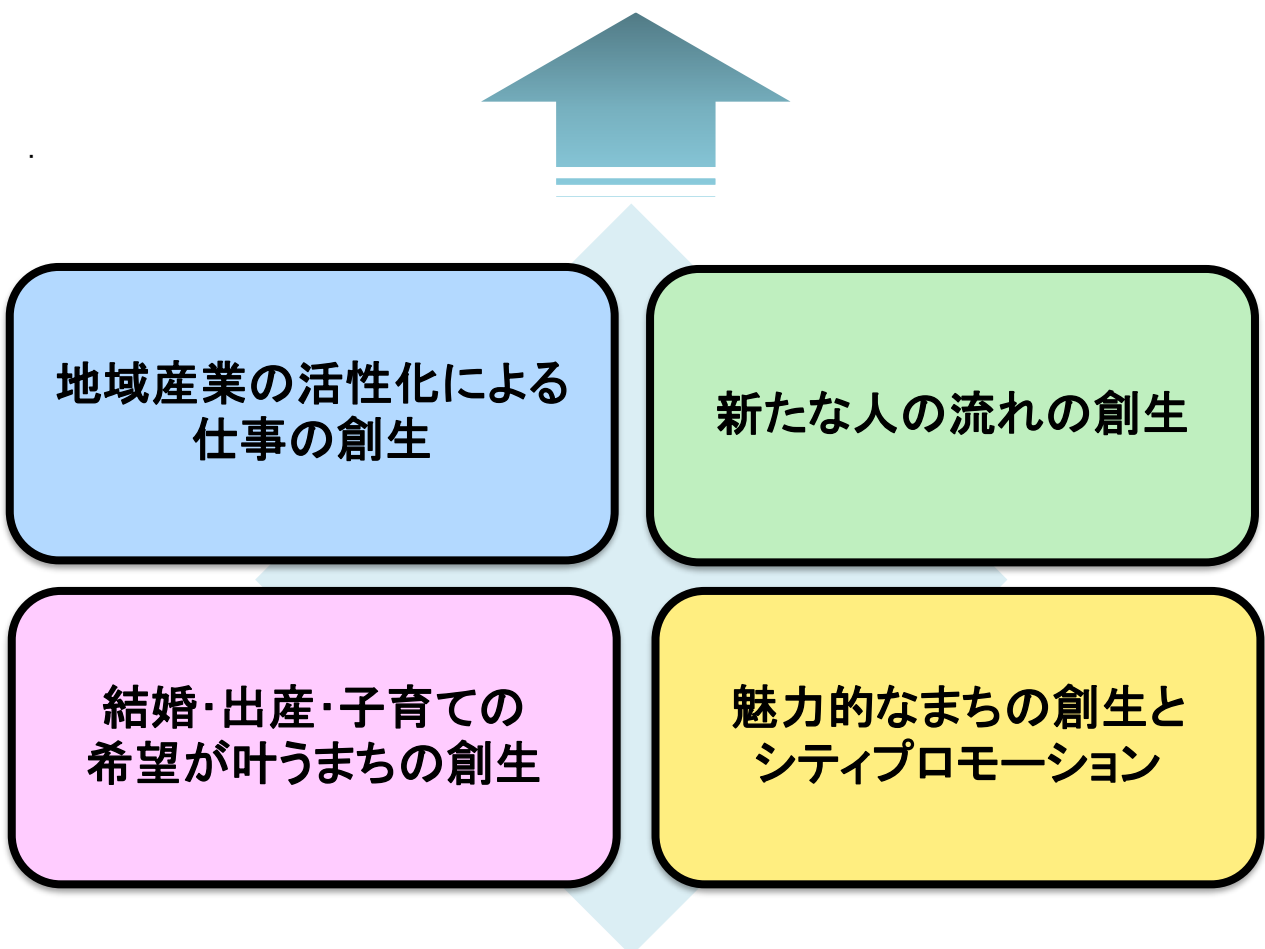 地域産業の活性化による
仕事の創生
新たな人の流れの創生
結婚・出産・子育ての
希望が叶うまちの創生
魅力的なまちの創生と
シティプロモーション